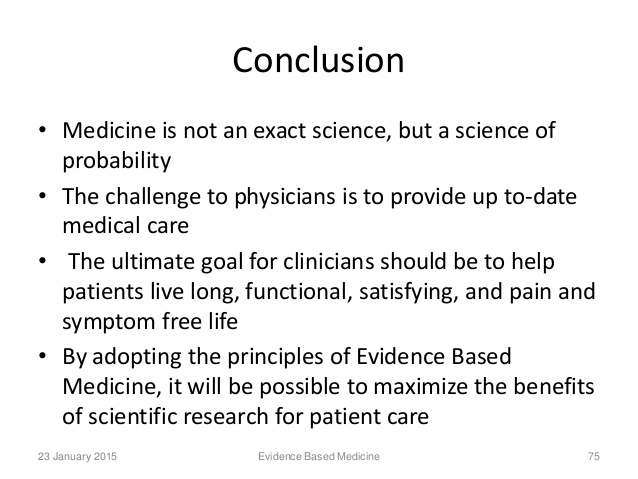 Conclusion
• Medicine is not an exact science, but a science of
probability
• The challenge to physicians is to provide up to-date
medical care
• The ultimate goal for clinicians should be to help
patients live long, functional, satisfying, and pain and
symptom free life
• By adopting the principles of Evidence Based
Medicine, it will be possible to maximize the benefits
of scientific research for patient care
23 January 2015 Evidence Based Medicine 75